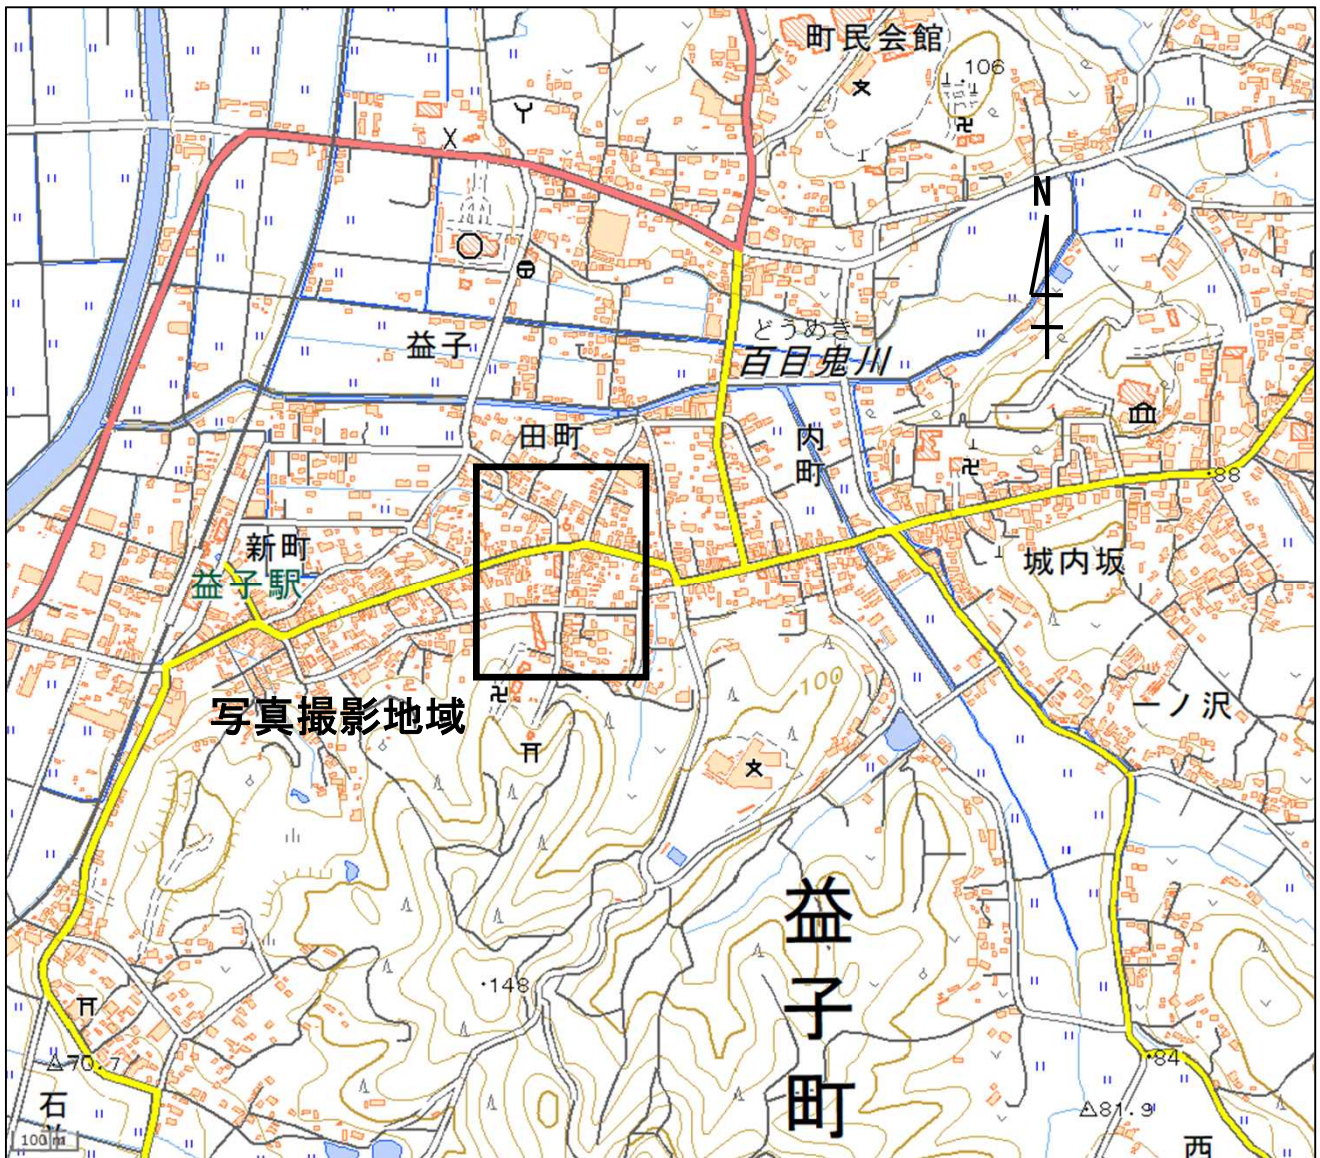 町民会館
106
N
どうめき
百目鬼川
益子
田町
内町
88
新町
益子駅
城内坂
100
写真撮影地域
一ノ沢
益子町
148
70.7
84
81.9
石
100 m
西